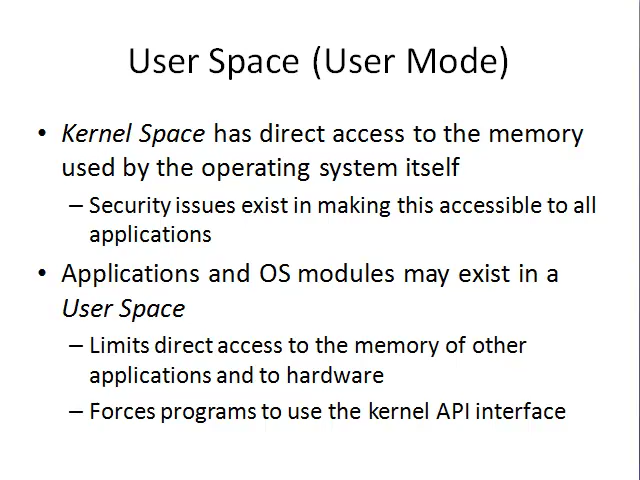 User Space (User Mode)
• Kernel Space has direct access to the memory
used by the operating system itself
– Security issues exist in making this accessible to all
applications
• Applications and OS modules may exist in a
User Space
– Limits direct access to the memory of other
applications and to hardware
– Forces programs to use the kernel API interface